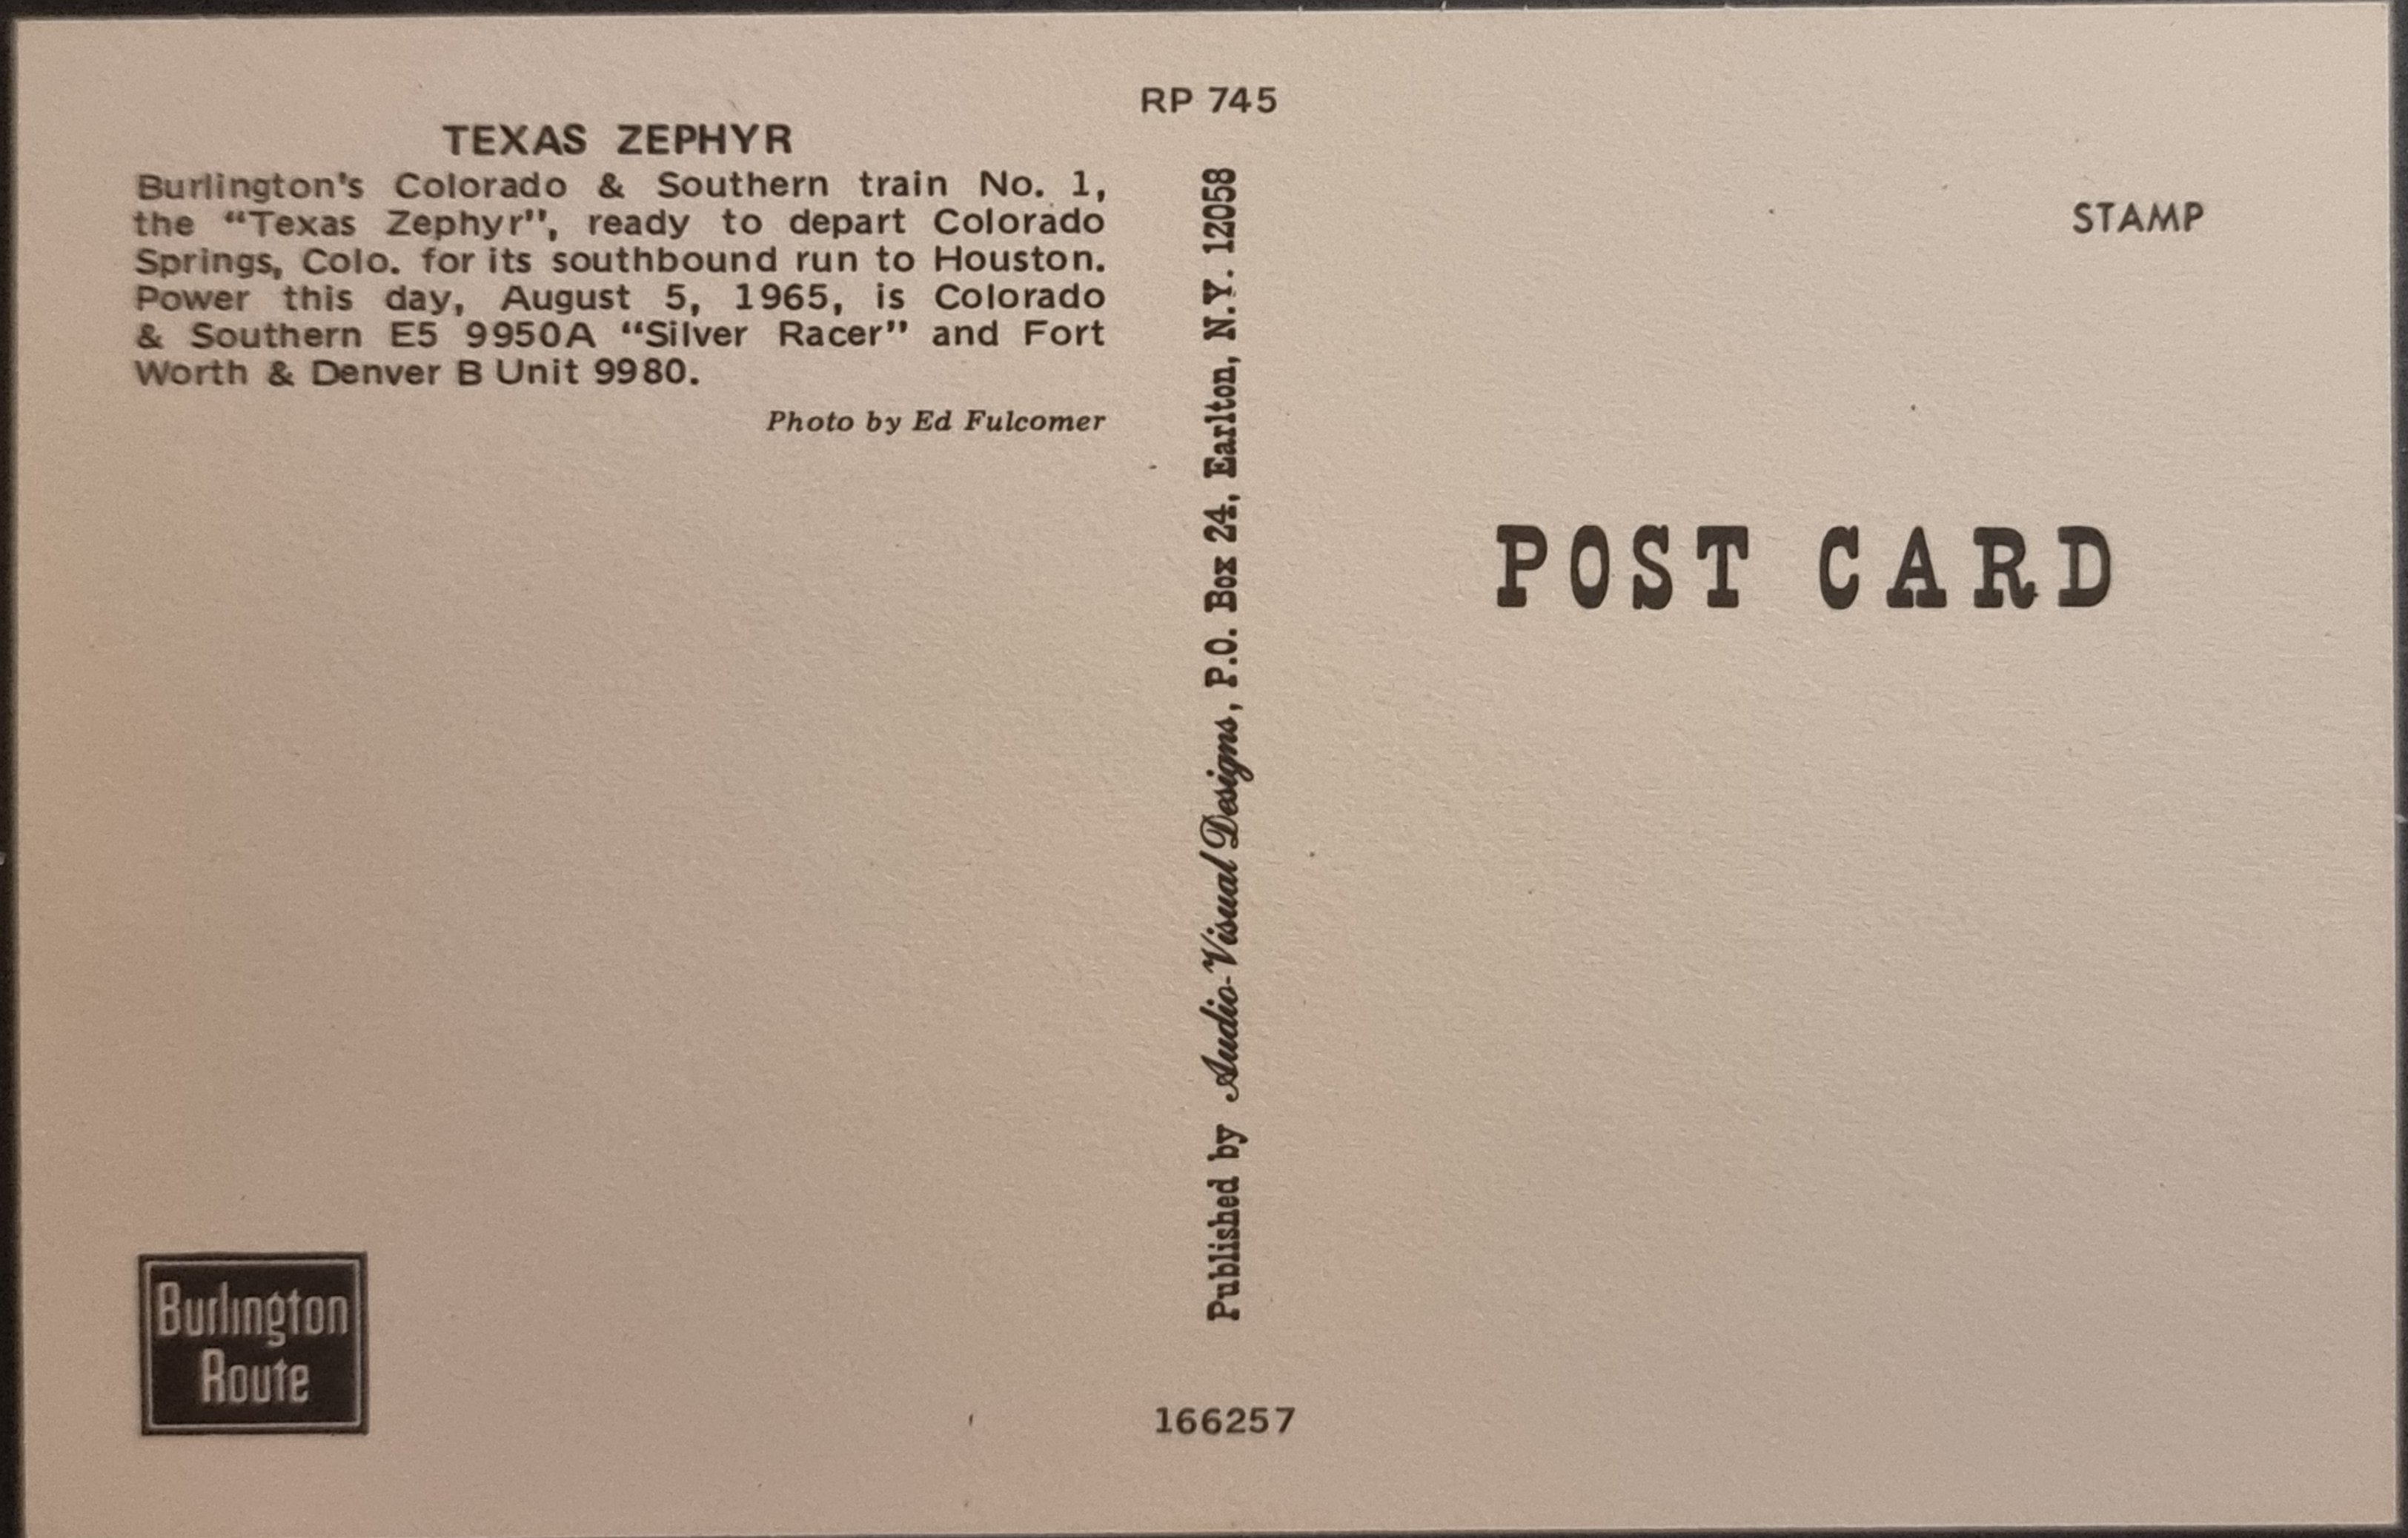 RP 745
TEXAS ZEPHYR
Burlington's Colorado & Southern train No. 1,
the “Texas Zephyr”, ready to depart Colorado
Springs, Colo. for its southbound run to Houston.
Power this day, August 5, 1965, is Colorado
& Southern E5 9950A “Silver Racer” and Fort
Worth & Denver B Unit 9980.
Photo by Ed Fulcomer
Burlington
Route
Published by Audio-Visual Designs, P.O. Box 24, Earlton, N.Y. 12058
166257
STAMP
POST CARD